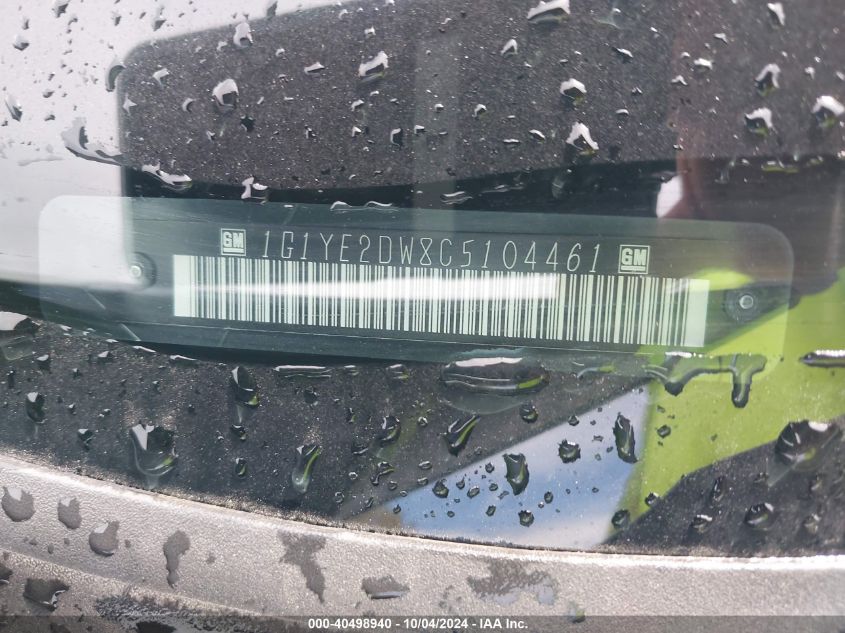 GM 1G1YE2DW8C5104461 GM
000-40498940 - 10/04/2024 - IAA Inc.